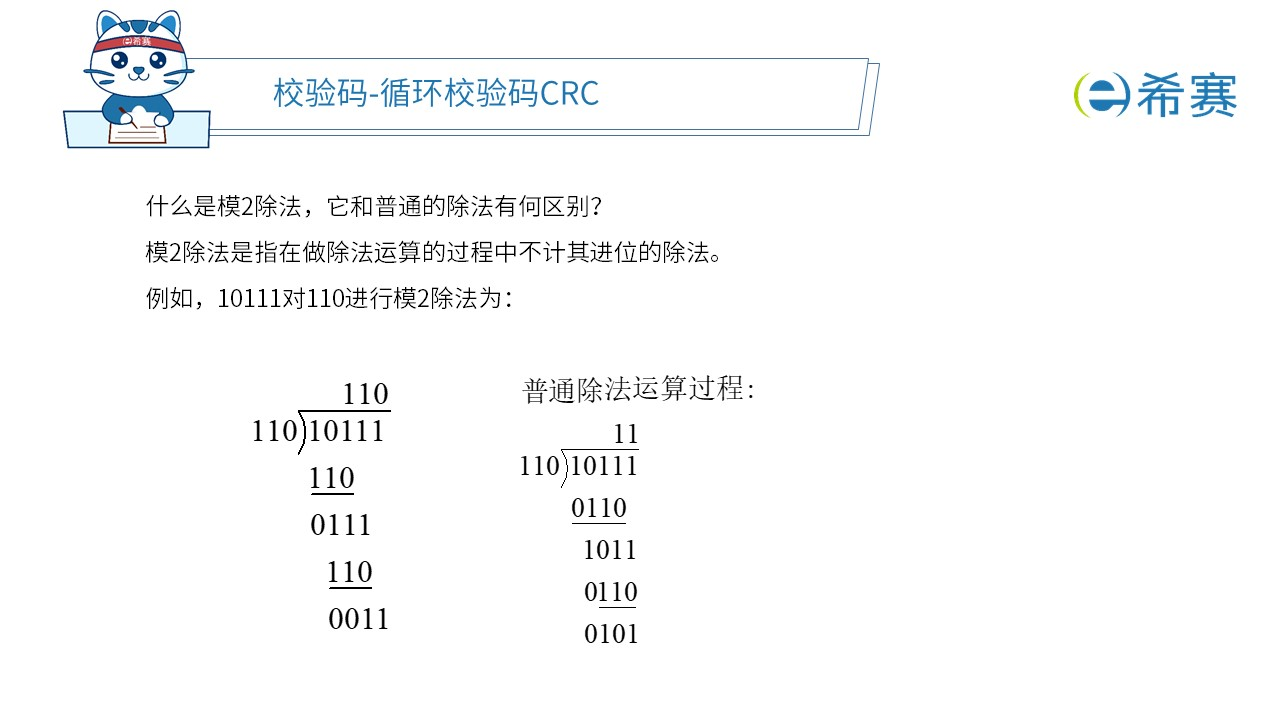 希赛
校验码-循环校验码CRC
希赛
什么是模2除法，它和普通的除法有何区别？
模2除法是指在做除法运算的过程中不计其进位的除法。
例如，10111对110进行模2除法为：
110
110)10111
110
0111
110
0011
普通除法运算过程：
11
110)10111
0110
1011
0110
0101